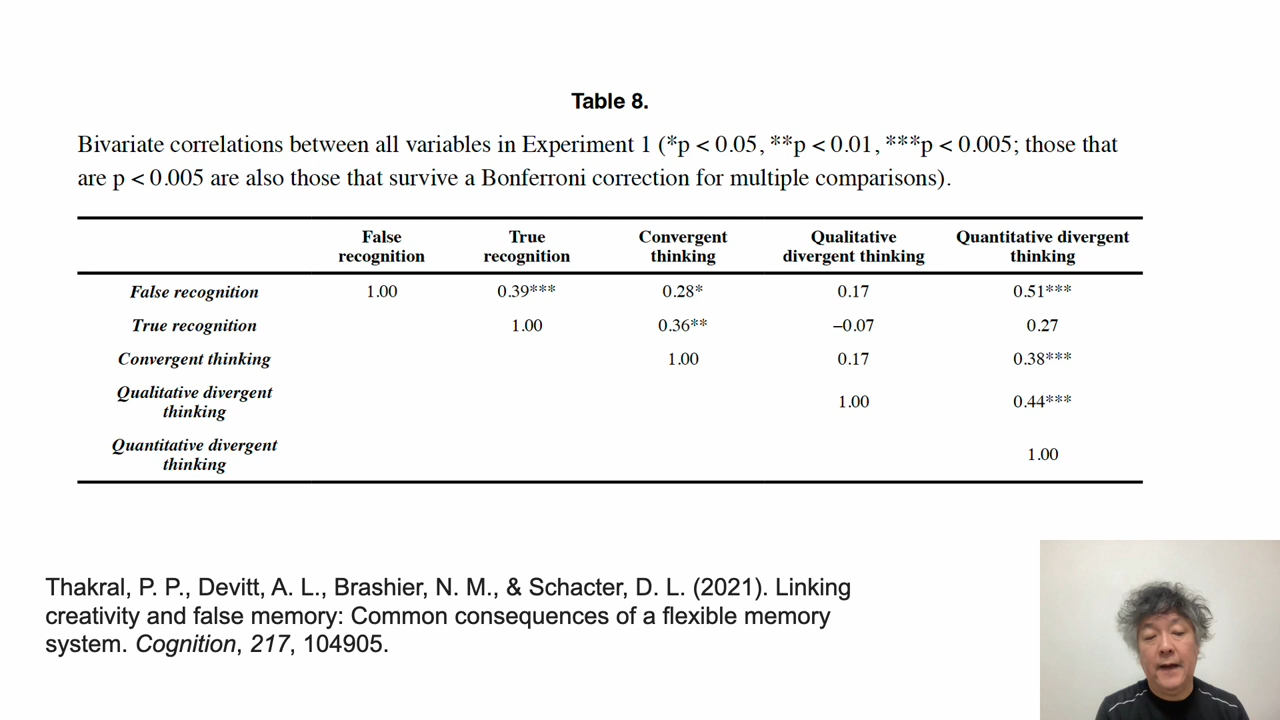 Table 8.
Bivariate correlations between all variables in Experiment 1 (*p < 0.05, **p < 0.01, ***p < 0.005; those that
are p < 0.005 are also those that survive a Bonferroni correction for multiple comparisons).
False recognition True recognition Convergent thinking Qualitative divergent thinking Quantitative divergent thinking
False recognition 1.00 0.39*** 0.28* 0.17 0.51***
True recognition 1.00 0.36** −0.07 0.27
Convergent thinking 1.00 0.17 0.38***
Qualitative divergent thinking 1.00 0.44***
Quantitative divergent thinking 1.00
Thakral, P. P., Devitt, A. L., Brashier, N. M., & Schacter, D. L. (2021). Linking
creativity and false memory: Common consequences of a flexible memory
system. Cognition, 217, 104905.